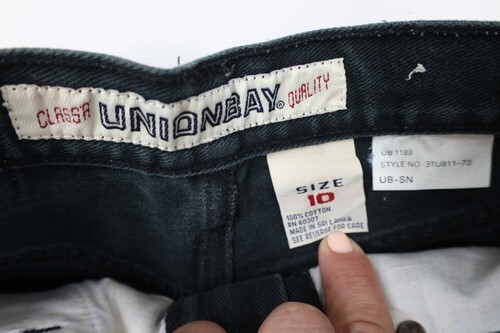 CLASS'A UNIONBAY® QUALITY
SIZE
10
100% COTTON
RN 60307
MADE IN SRI LANKA
SEE REVERSE FOR CARE
UB 1188
STYLE NO. 31UB11-73
UB-SN